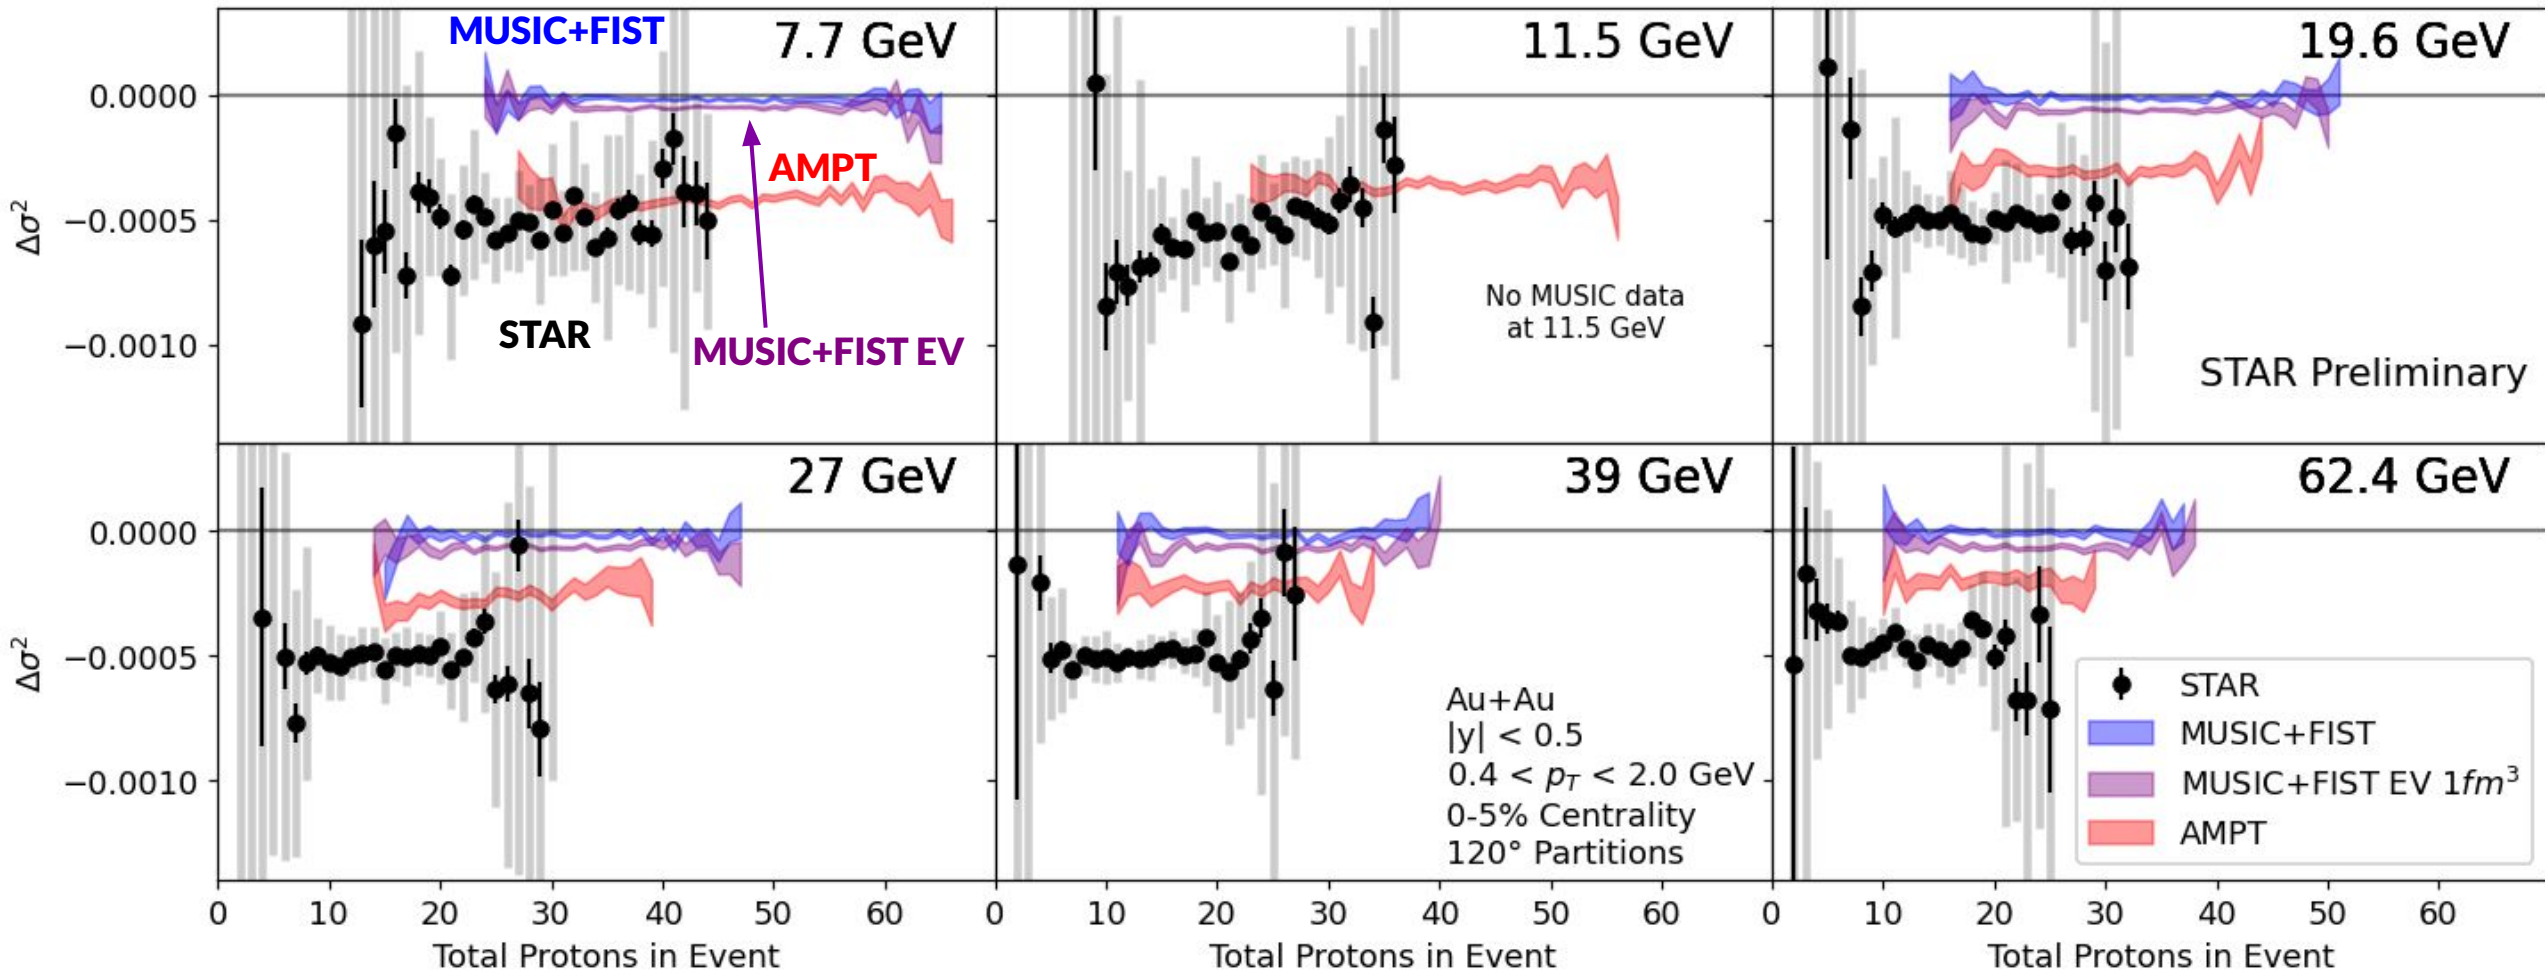 MUSIC+FIST
7.7 GeV
11.5 GeV
19.6 GeV
0.0000
−0.0005
−0.0010
Δσ²
AMPT
STAR
MUSIC+FIST EV
No MUSIC data
at 11.5 GeV
STAR Preliminary
27 GeV
39 GeV
62.4 GeV
0.0000
−0.0005
−0.0010
Δσ²
Au+Au
|y| < 0.5
0.4 < p_T < 2.0 GeV
0-5% Centrality
120° Partitions
STAR
MUSIC+FIST
MUSIC+FIST EV 1fm³
AMPT
0 10 20 30 40 50 60
0 10 20 30 40 50 60
0 10 20 30 40 50 60
Total Protons in Event
Total Protons in Event
Total Protons in Event